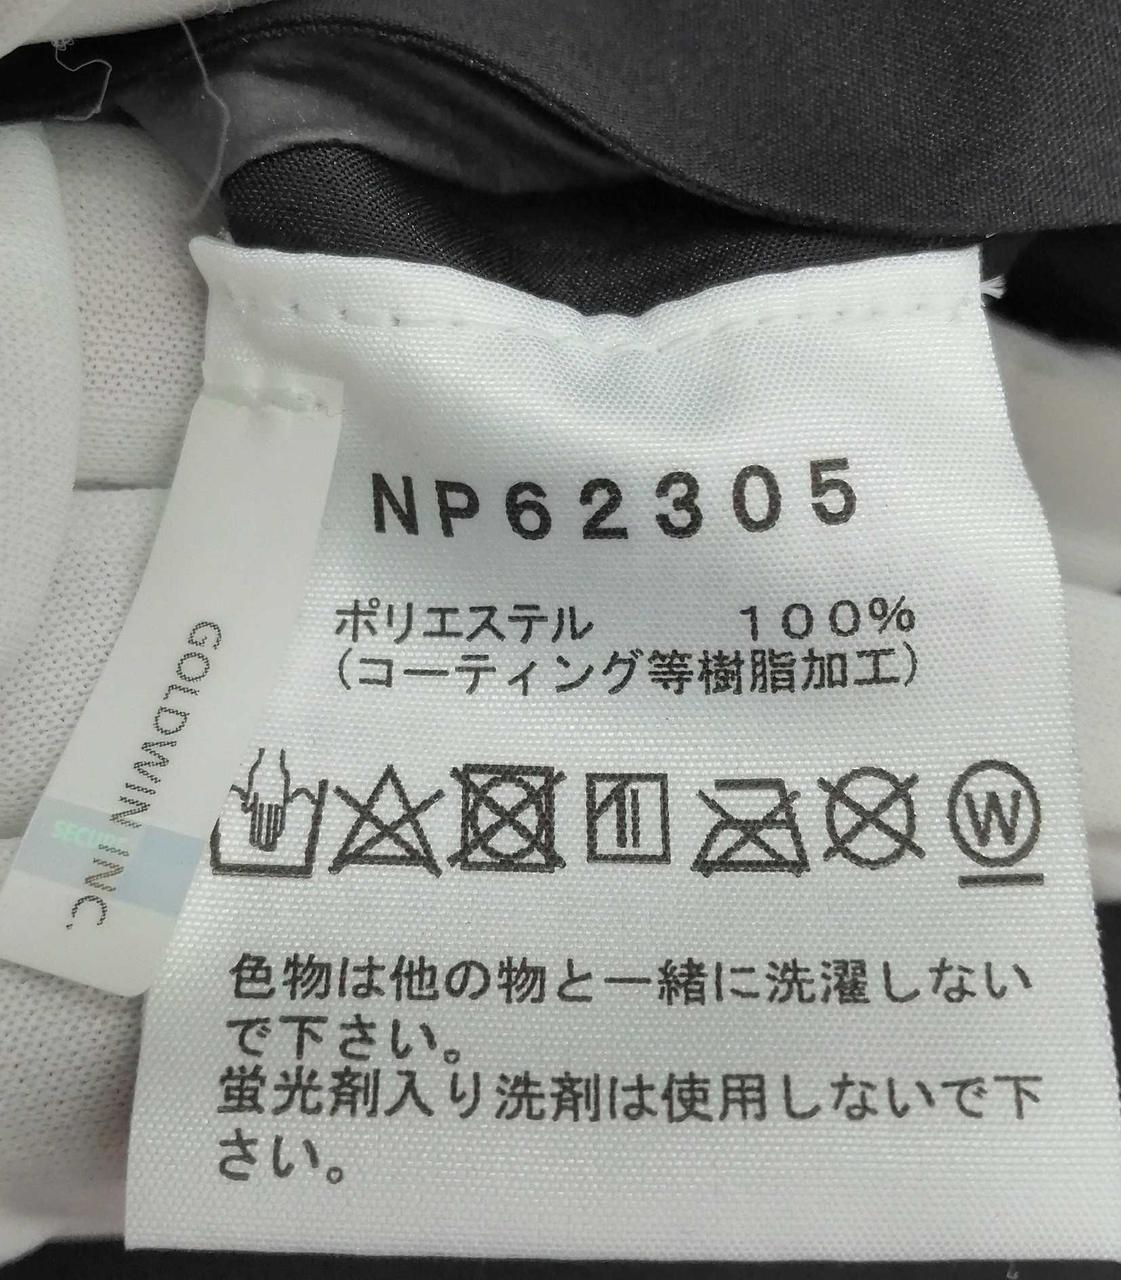 NP62305
ポリエステル 100%
(コーティング等樹脂加工)
W
色物は他の物と一緒に洗濯しない
で下さい。
蛍光剤入り洗剤は使用しないで下
さい。
GOLDWIN INC.